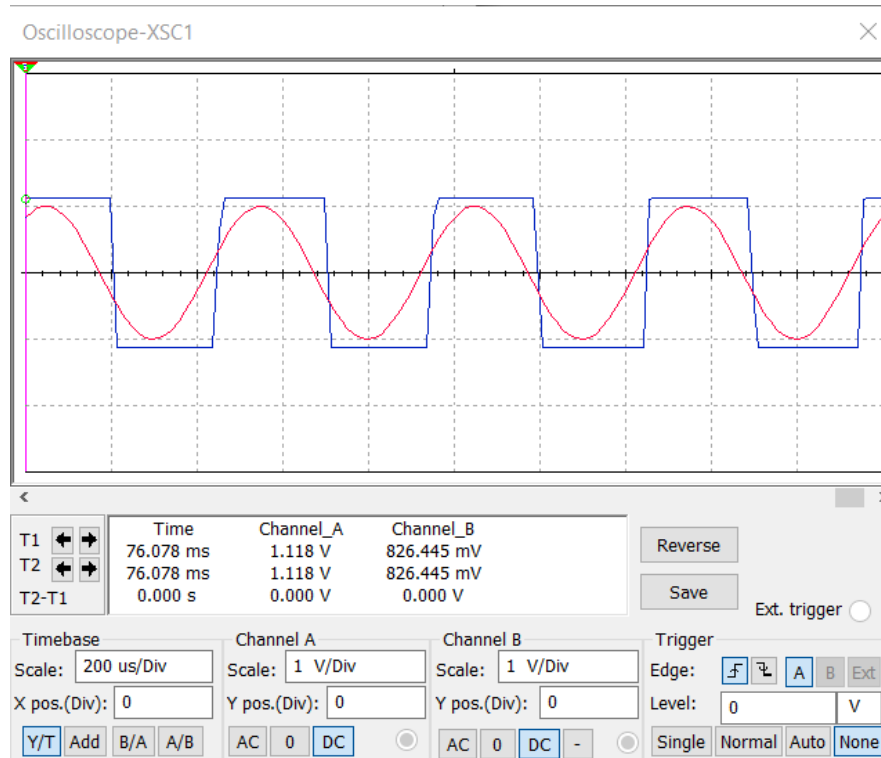 Oscilloscope-XSC1
T1
T2
T2-T1
Time Channel_A Channel_B
76.078 ms 1.118 V 826.445 mV
76.078 ms 1.118 V 826.445 mV
0.000 s 0.000 V 0.000 V
Reverse
Save
Ext. trigger
Timebase
Scale: 200 us/Div
X pos.(Div): 0
Y/T Add B/A A/B
Channel A
Scale: 1 V/Div
Y pos.(Div): 0
AC 0 DC
Channel B
Scale: 1 V/Div
Y pos.(Div): 0
AC 0 DC -
Trigger
Edge: A B Ext
Level: 0 V
Single Normal Auto None